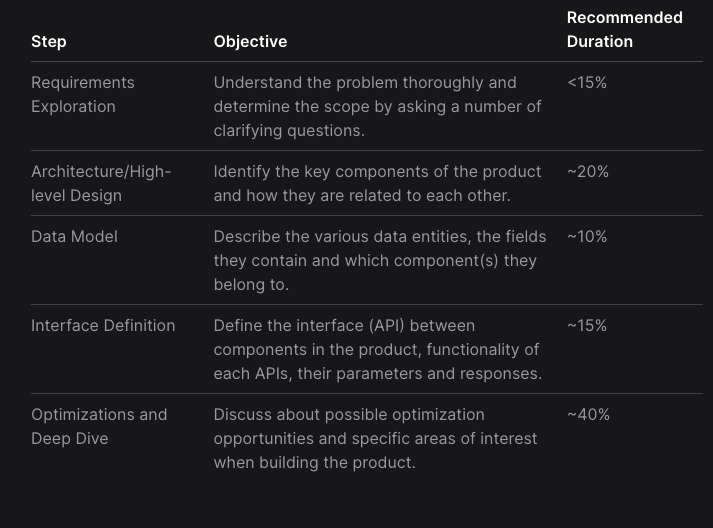 Step Objective Recommended Duration
Requirements Exploration
Understand the problem thoroughly and
determine the scope by asking a number of
clarifying questions.
<15%
Architecture/High-
level Design
Identify the key components of the product
and how they are related to each other.
~20%
Data Model
Describe the various data entities, the fields
they contain and which component(s) they
belong to.
~10%
Interface Definition
Define the interface (API) between
components in the product, functionality of
each APIs, their parameters and responses.
~15%
Optimizations and
Deep Dive
Discuss about possible optimization
opportunities and specific areas of interest
when building the product.
~40%